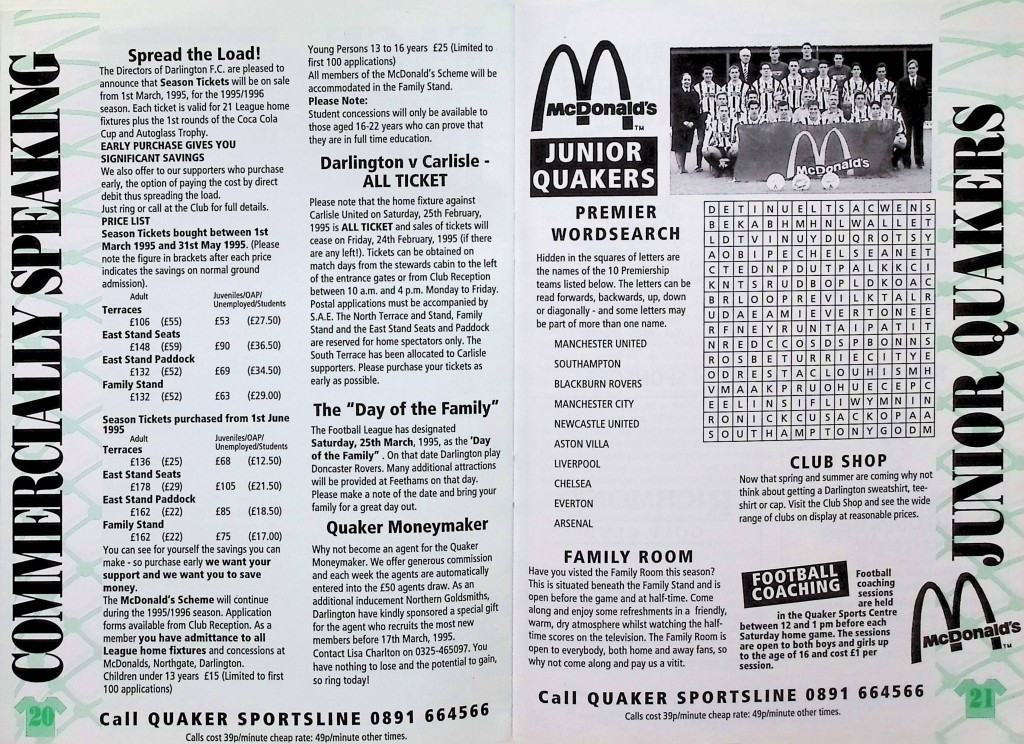 COMMERCIALLY SPEAKING
Spread the Load!
The Directors of Darlington F.C. are pleased to
announce that Season Tickets will be on sale
from 1st March, 1995, for the 1995/1996
season. Each ticket is valid for 21 League home
fixtures plus the 1st rounds of the Coca Cola
Cup and Autoglass Trophy.
EARLY PURCHASE GIVES YOU
SIGNIFICANT SAVINGS
We also offer to our supporters who purchase
early, the option of paying the cost by direct
debit thus spreading the load.
Just ring or call at the Club for full details.
PRICE LIST
Season Tickets bought between 1st
March 1995 and 31st May 1995. (Please
note the figure in brackets after each price
indicates the savings on normal ground
admission).
Adult Juveniles/OAP/
Unemployed/Students
Terraces
£106 (£55) £53 (£27.50)
East Stand Seats
£148 (£59) £90 (£36.50)
East Stand Paddock
£132 (£52) £69 (£34.50)
Family Stand
£132 (£52) £63 (£29.00)
Season Tickets purchased from 1st June
1995
Adult Juveniles/OAP/
Unemployed/Students
Terraces
£136 (£25) £68 (£12.50)
East Stand Seats
£178 (£29) £105 (£21.50)
East Stand Paddock
£162 (£22) £85 (£18.50)
Family Stand
£162 (£22) £75 (£17.00)
You can see for yourself the savings you can
make - so purchase early we want your
support and we want you to save
money.
The McDonald's Scheme will continue
during the 1995/1996 season. Application
forms available from Club Reception. As a
member you have admittance to all
League home fixtures and concessions at
McDonalds, Northgate, Darlington.
Children under 13 years £15 (Limited to first
100 applications)
Young Persons 13 to 16 years £25 (Limited to
first 100 applications)
All members of the McDonald's Scheme will be
accommodated in the Family Stand.
Please Note:
Student concessions will only be available to
those aged 16-22 years who can prove that
they are in full time education.
Darlington v Carlisle -
ALL TICKET
Please note that the home fixture against
Carlisle United on Saturday, 25th February,
1995 is ALL TICKET and sales of tickets will
cease on Friday, 24th February, 1995 (if there
are any left!). Tickets can be obtained on
match days from the stewards cabin to the left
of the entrance gates or from Club Reception
between 10 a.m. and 4 p.m. Monday to Friday.
Postal applications must be accompanied by
S.A.E. The North Terrace and Stand, Family
Stand and the East Stand Seats and Paddock
are reserved for home spectators only. The
South Terrace has been allocated to Carlisle
supporters. Please purchase your tickets as
early as possible.
The "Day of the Family"
The Football League has designated
Saturday, 25th March, 1995, as the 'Day
of the Family" . On that date Darlington play
Doncaster Rovers. Many additional attractions
will be provided at Feethams on that day.
Please make a note of the date and bring your
family for a great day out.
Quaker Moneymaker
Why not become an agent for the Quaker
Moneymaker. We offer generous commission
and each week the agents are automatically
entered into the £50 agents draw. As an
additional inducement Northern Goldsmiths,
Darlington have kindly sponsored a special gift
for the agent who recruits the most new
members before 17th March, 1995.
Contact Lisa Charlton on 0325-465097. You
have nothing to lose and the potential to gain,
so ring today!
20
Call QUAKER SPORTSLINE 0891 664566
Calls cost 39p/minute cheap rate: 49p/minute other times.
McDonald's
TM
JUNIOR
QUAKERS
McDonald's
PREMIER
WORDSEARCH
Hidden in the squares of letters are
the names of the 10 Premiership
teams listed below. The letters can be
read forwards, backwards, up, down
or diagonally - and some letters may
be part of more than one name.
MANCHESTER UNITED
SOUTHAMPTON
BLACKBURN ROVERS
MANCHESTER CITY
NEWCASTLE UNITED
ASTON VILLA
LIVERPOOL
CHELSEA
EVERTON
ARSENAL
D E T I N U E L T S A C W E N S
B E K A B H M H N L W A L L E T
L D T V I N U Y D U Q R O T S Y
A O B I P E C H E L S E A N E T
C T E D N P D U T P A L K K C I
K N T S R U D B O P L D K O A C
B R L O O P R E V I L K T A L R
U D A E A M I E V E R T O N E E
R F N E Y R U N T A I P A T I T
N R E D C C O S D S P B O N N S
R O S B E T U R R I E C I T Y E
O D R E S T A C L O U H I S M H
V M A A K P R U O H U E C E P C
E E L I N S I F L I W Y M N I N
R O N I C K C U S A C K O P A A
S O U T H A M P T O N Y G O D M
CLUB SHOP
Now that spring and summer are coming why not
think about getting a Darlington sweatshirt, tee-
shirt or cap. Visit the Club Shop and see the wide
range of clubs on display at reasonable prices.
FAMILY ROOM
Have you visited the Family Room this season?
This is situated beneath the Family Stand and is
open before the game and at half-time. Come
along and enjoy some refreshments in a friendly,
warm, dry atmosphere whilst watching the half-
time scores on the television. The Family Room is
open to everybody, both home and away fans, so
why not come along and pay us a vitit.
FOOTBALL
COACHING
Football
coaching
sessions
are held
in the Quaker Sports Centre
between 12 and 1 pm before each
Saturday home game. The sessions
are open to both boys and girls up
to the age of 16 and cost £1 per
session.
McDonald's
TM
Call QUAKER SPORTSLINE 0891 664566
Calls cost 39p/minute cheap rate: 49p/minute other times.
JUNIOR QUAKERS
21